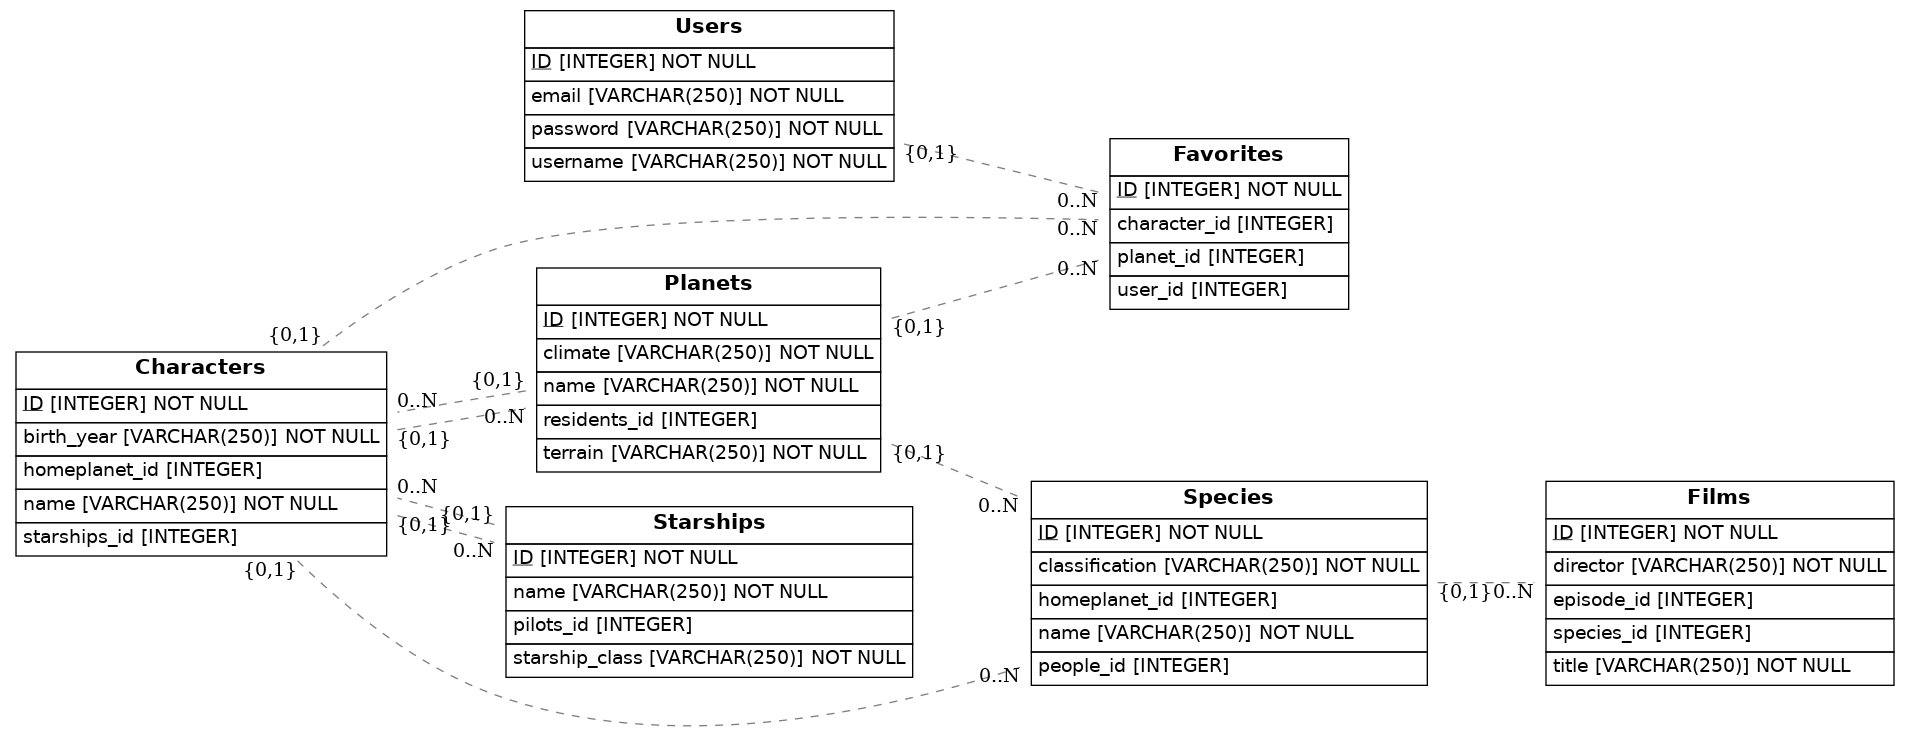 Users
ID [INTEGER] NOT NULL
email [VARCHAR(250)] NOT NULL
password [VARCHAR(250)] NOT NULL
username [VARCHAR(250)] NOT NULL
{0,1}
0..N
Favorites
ID [INTEGER] NOT NULL
character_id [INTEGER]
planet_id [INTEGER]
user_id [INTEGER]
0..N
{0,1}
0..N
{0,1}
Planets
ID [INTEGER] NOT NULL
climate [VARCHAR(250)] NOT NULL
name [VARCHAR(250)] NOT NULL
residents_id [INTEGER]
terrain [VARCHAR(250)] NOT NULL
Characters
ID [INTEGER] NOT NULL
birth_year [VARCHAR(250)] NOT NULL
homeplanet_id [INTEGER]
name [VARCHAR(250)] NOT NULL
starships_id [INTEGER]
{0,1}
0..N
0..N
{0,1}
{0,1}
0..N
0..N
{0,1}
{0,1}
0..N
Starships
ID [INTEGER] NOT NULL
name [VARCHAR(250)] NOT NULL
pilots_id [INTEGER]
starship_class [VARCHAR(250)] NOT NULL
{0,1}
0..N
Species
ID [INTEGER] NOT NULL
classification [VARCHAR(250)] NOT NULL
homeplanet_id [INTEGER]
name [VARCHAR(250)] NOT NULL
people_id [INTEGER]
{0,1}
0..N
Films
ID [INTEGER] NOT NULL
director [VARCHAR(250)] NOT NULL
episode_id [INTEGER]
species_id [INTEGER]
title [VARCHAR(250)] NOT NULL